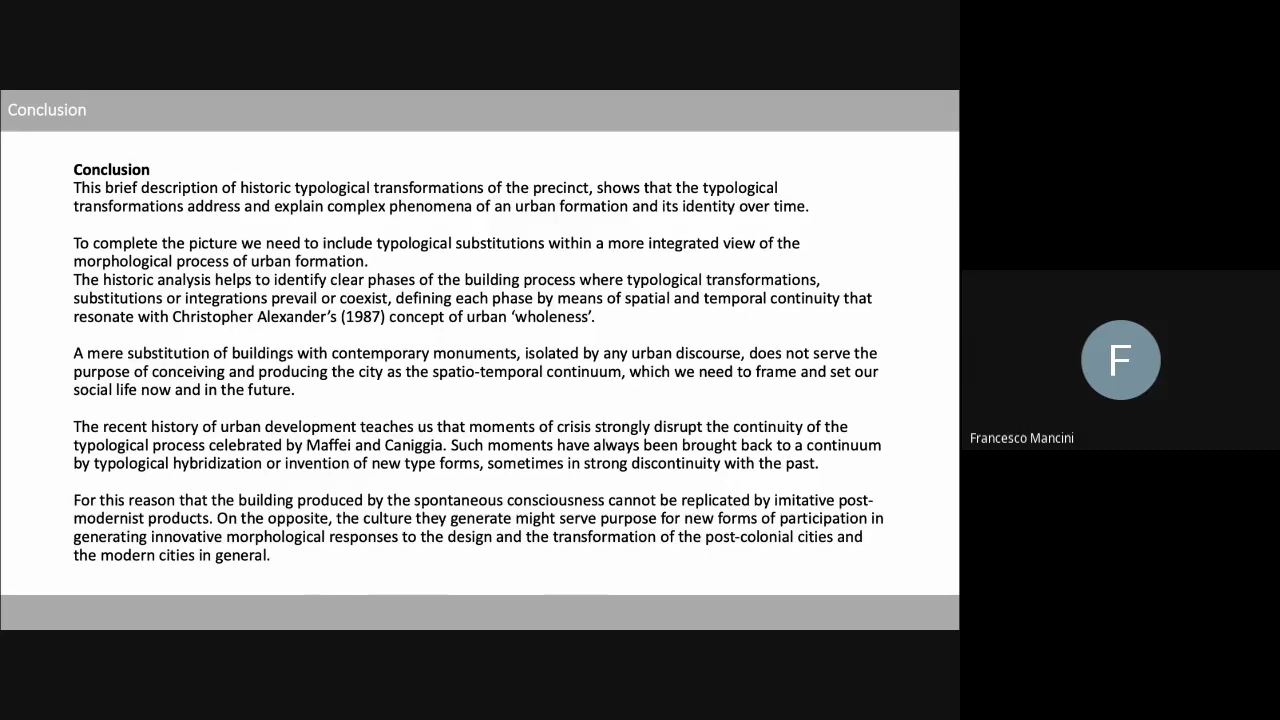 Conclusion
Conclusion
This brief description of historic typological transformations of the precinct, shows that the typological
transformations address and explain complex phenomena of an urban formation and its identity over time.
To complete the picture we need to include typological substitutions within a more integrated view of the
morphological process of urban formation.
The historic analysis helps to identify clear phases of the building process where typological transformations,
substitutions or integrations prevail or coexist, defining each phase by means of spatial and temporal continuity that
resonate with Christopher Alexander’s (1987) concept of urban ‘wholeness’.
A mere substitution of buildings with contemporary monuments, isolated by any urban discourse, does not serve the
purpose of conceiving and producing the city as the spatio-temporal continuum, which we need to frame and set our
social life now and in the future.
The recent history of urban development teaches us that moments of crisis strongly disrupt the continuity of the
typological process celebrated by Maffei and Caniggia. Such moments have always been brought back to a continuum
by typological hybridization or invention of new type forms, sometimes in strong discontinuity with the past.
For this reason that the building produced by the spontaneous consciousness cannot be replicated by imitative post-
modernist products. On the opposite, the culture they generate might serve purpose for new forms of participation in
generating innovative morphological responses to the design and the transformation of the post-colonial cities and
the modern cities in general.
F
Francesco Mancini